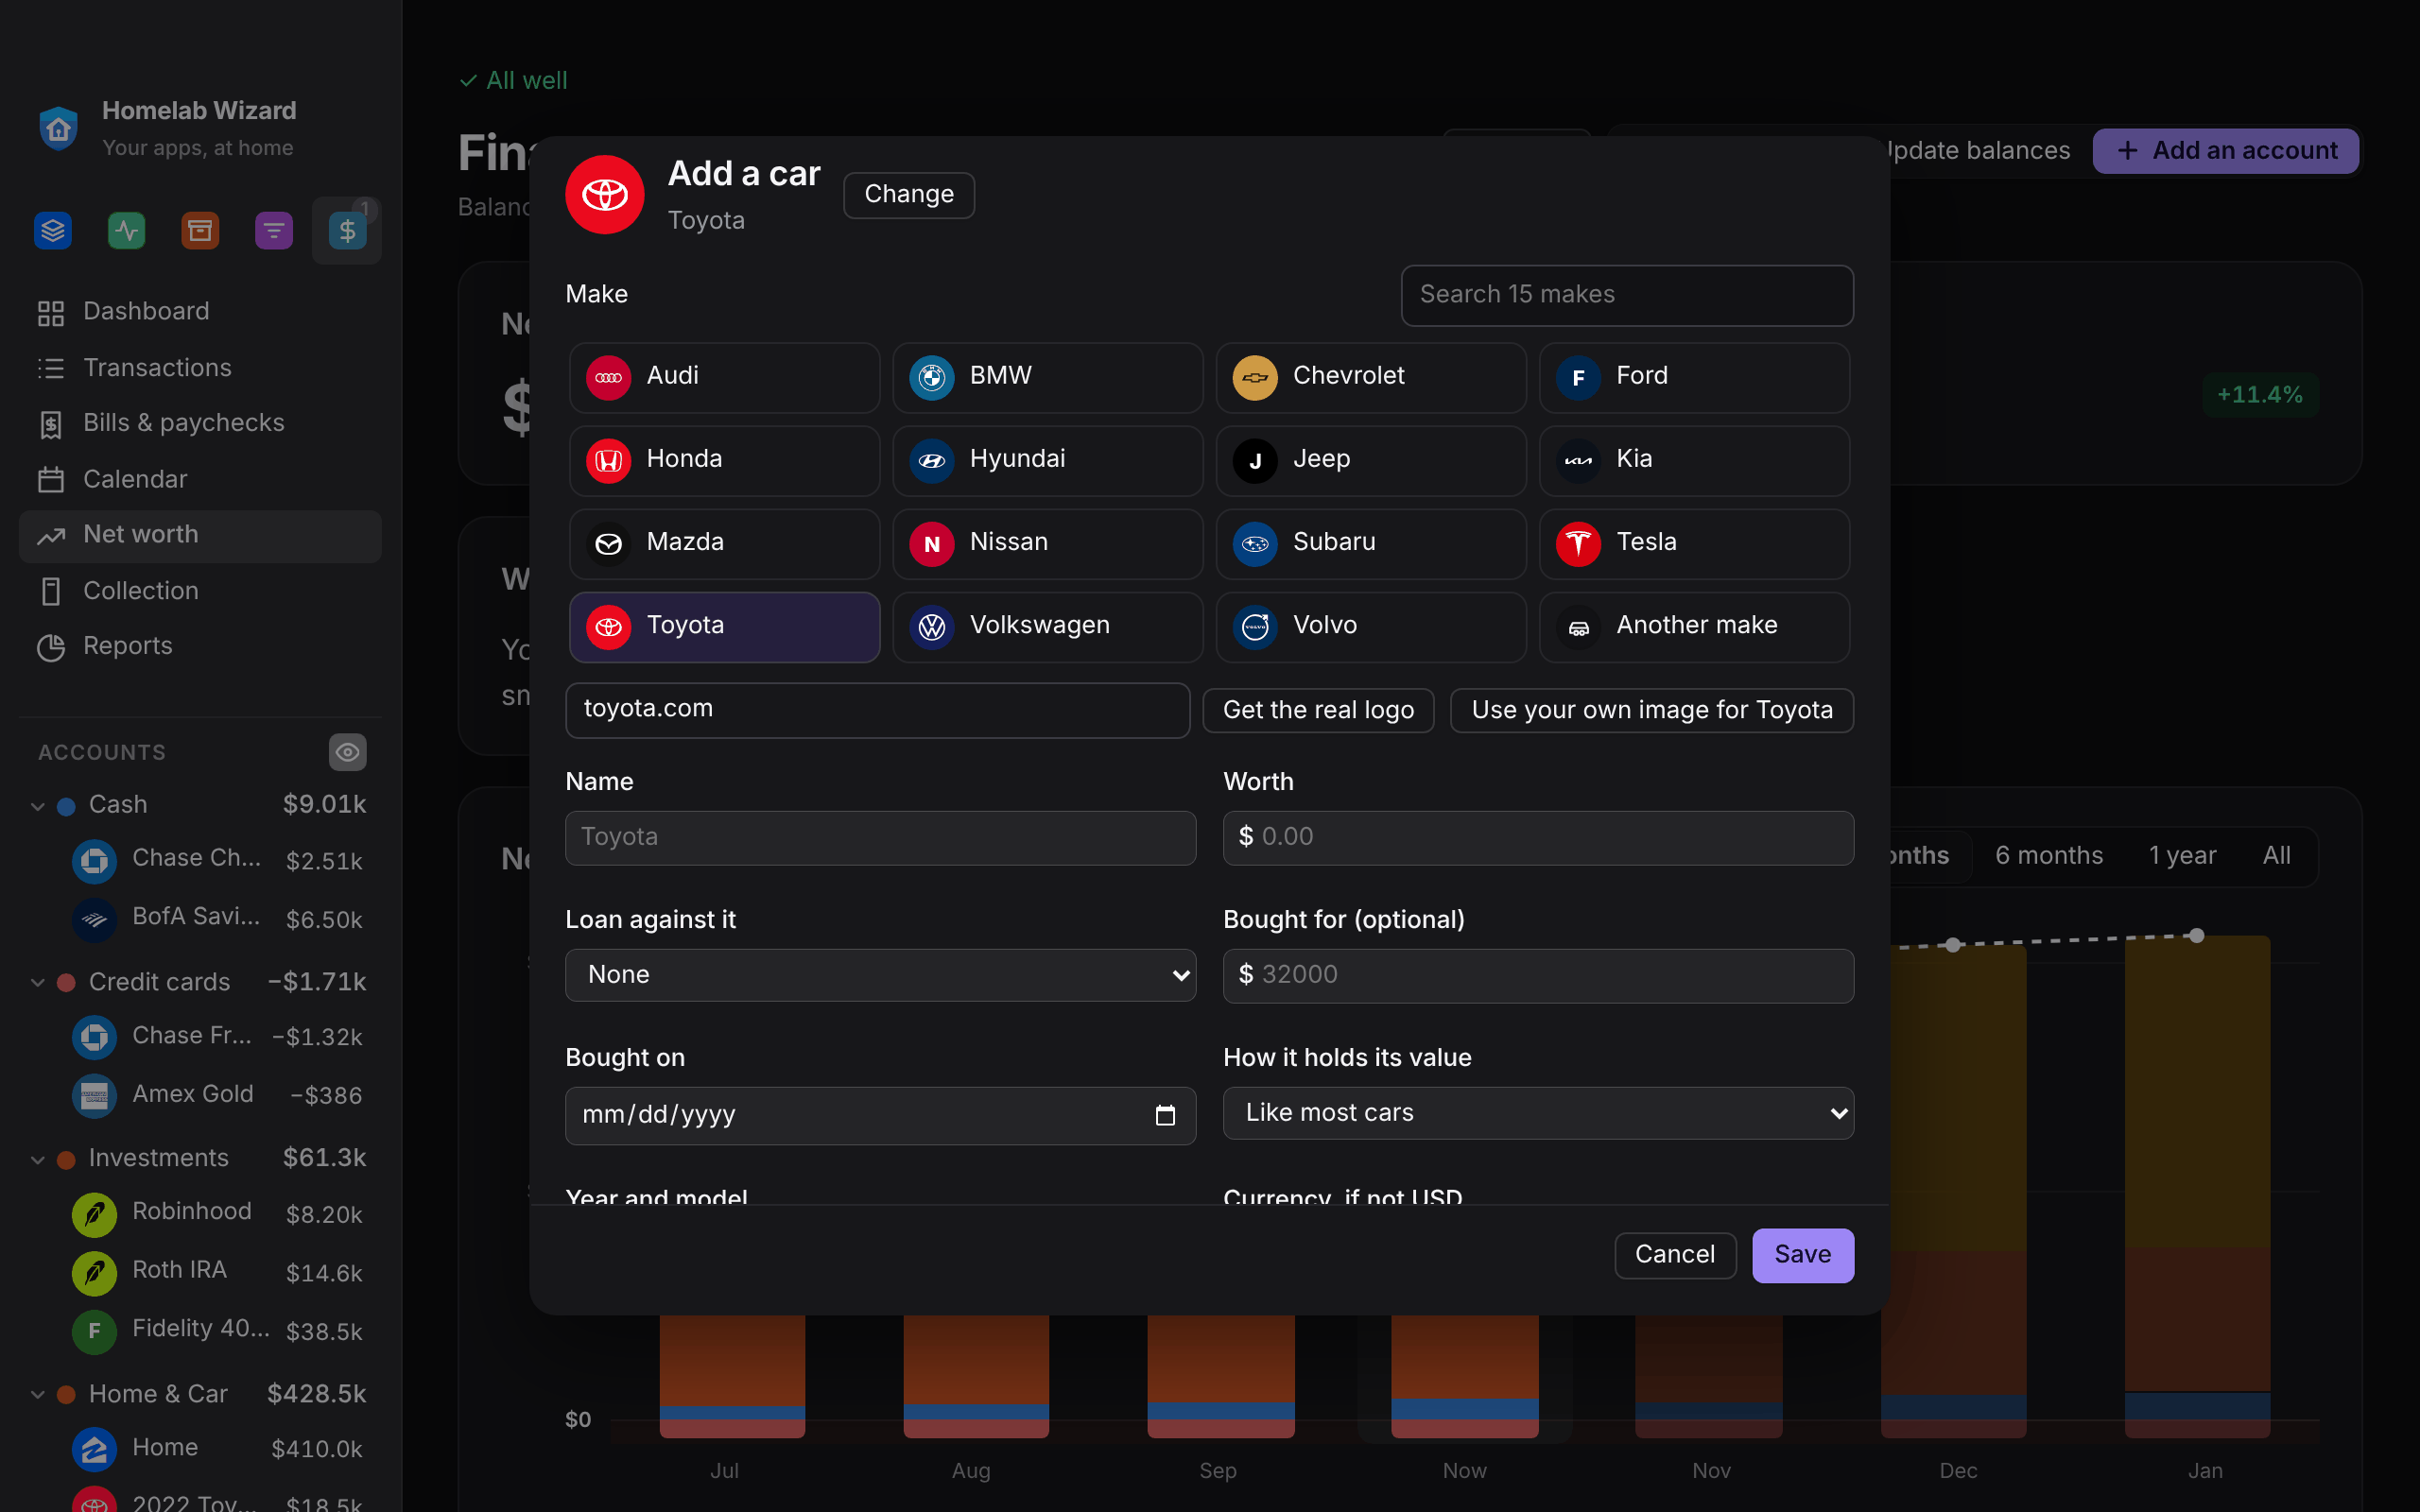 Homelab Wizard
Your apps, at home
1
Dashboard
Transactions
Bills & paychecks
Calendar
Net worth
Collection
Reports
ACCOUNTS
Cash $9.01k
Chase Ch... $2.51k
BofA Savi... $6.50k
Credit cards −$1.71k
Chase Fr... −$1.32k
Amex Gold −$386
Investments $61.3k
Robinhood $8.20k
Roth IRA $14.6k
F Fidelity 40... $38.5k
Home & Car $428.5k
Home $410.0k
2022 Toy... $18.5k
All well
Update balances
+ Add an account
+11.4%
Add a car
Toyota
Change
Make
Search 15 makes
Audi
BMW
Chevrolet
F Ford
Honda
Hyundai
J Jeep
Kia
Mazda
N Nissan
Subaru
Tesla
Toyota
Volkswagen
Volvo
Another make
toyota.com
Get the real logo
Use your own image for Toyota
Name
Toyota
Worth
$ 0.00
Loan against it
None
Bought for (optional)
$ 32000
Bought on
mm/dd/yyyy
How it holds its value
Like most cars
Year and model
Currency, if not USD
Cancel
Save
6 months
1 year
All
$0
Jul
Aug
Sep
Now
Nov
Dec
Jan